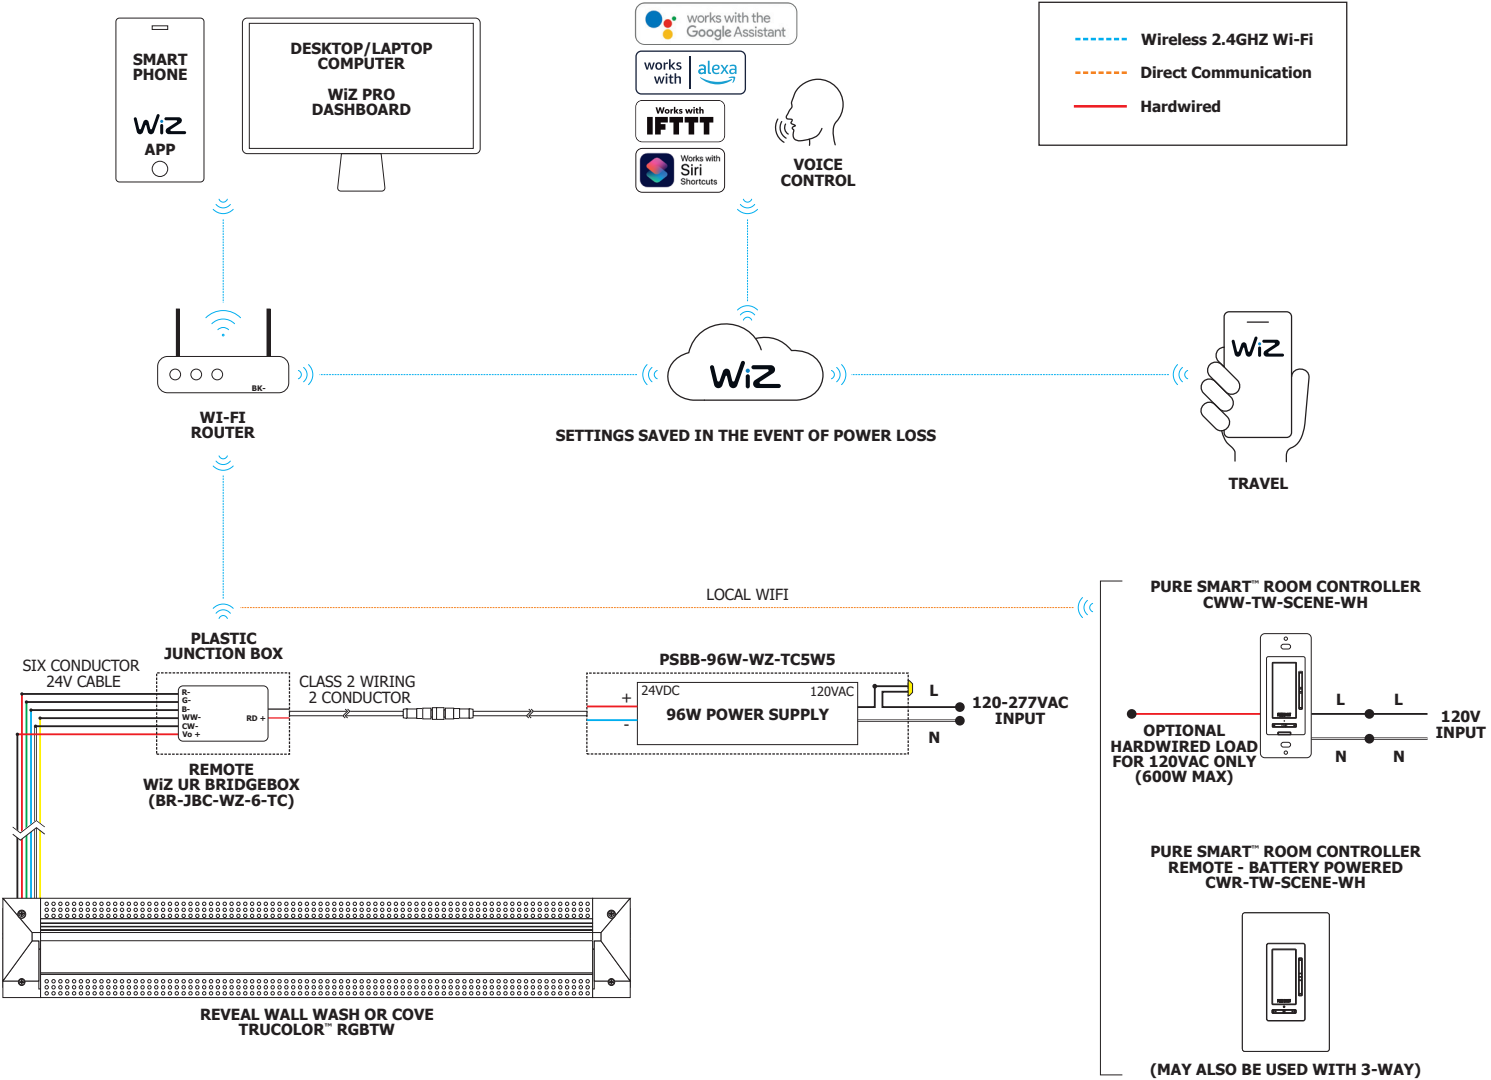 SMART
PHONE
WiZ
APP
DESKTOP/LAPTOP
COMPUTER
WiZ PRO
DASHBOARD
works with the
Google Assistant
works
with
alexa
Works with
IFTTT
Works with
Siri
Shortcuts
VOICE
CONTROL
Wireless 2.4GHZ Wi-Fi
Direct Communication
Hardwired
BK-
WI-FI
ROUTER
WiZ
SETTINGS SAVED IN THE EVENT OF POWER LOSS
WiZ
TRAVEL
LOCAL WIFI
PLASTIC
JUNCTION BOX
SIX CONDUCTOR
24V CABLE
R-
G-
B-
WW-
CW-
Vo +
RD +
CLASS 2 WIRING
2 CONDUCTOR
REMOTE
WiZ UR BRIDGEBOX
(BR-JBC-WZ-6-TC)
PSBB-96W-WZ-TC5W5
+
-
24VDC
120VAC
96W POWER SUPPLY
L
N
120-277VAC
INPUT
PURE SMART™ ROOM CONTROLLER
CWW-TW-SCENE-WH
OPTIONAL
HARDWIRED LOAD
FOR 120VAC ONLY
(600W MAX)
L
L
N
N
120V
INPUT
PURE SMART™ ROOM CONTROLLER
REMOTE - BATTERY POWERED
CWR-TW-SCENE-WH
(MAY ALSO BE USED WITH 3-WAY)
REVEAL WALL WASH OR COVE
TRUCOLOR™ RGBTW